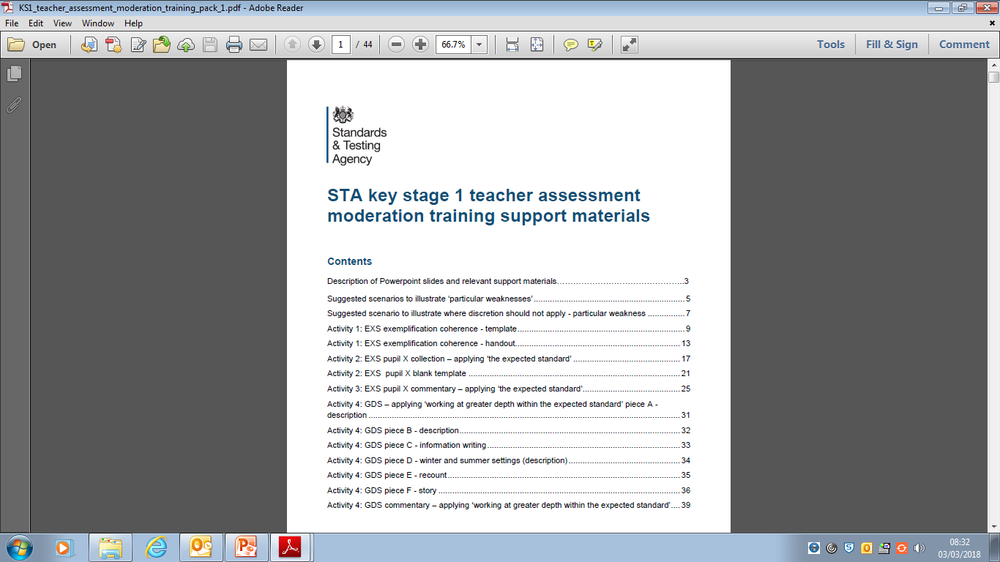 KS1_teacher_assessment_moderation_training_pack_1.pdf - Adobe Reader
File Edit View Window Help
Open 1 / 44 66.7% Tools Fill & Sign Comment
Standards
& Testing
Agency
STA key stage 1 teacher assessment
moderation training support materials
Contents
Description of Powerpoint slides and relevant support materials……………………………………….3
Suggested scenarios to illustrate ‘particular weaknesses’ ................................................................. 5
Suggested scenario to illustrate where discretion should not apply - particular weakness ................ 7
Activity 1: EXS exemplification coherence - template ........................................................................ 9
Activity 1: EXS exemplification coherence - handout....................................................................... 13
Activity 2: EXS pupil X collection – applying ‘the expected standard’ .............................................. 17
Activity 2: EXS pupil X blank template ........................................................................................... 21
Activity 3: EXS pupil X commentary – applying ‘the expected standard’.......................................... 25
Activity 4: GDS – applying ‘working at greater depth within the expected standard’ piece A -
description ...................................................................................................................................... 31
Activity 4: GDS piece B - description ............................................................................................... 32
Activity 4: GDS piece C - information writing ................................................................................... 33
Activity 4: GDS piece D - winter and summer settings (description) ................................................ 34
Activity 4: GDS piece E - recount .................................................................................................... 35
Activity 4: GDS piece F - story ........................................................................................................ 36
Activity 4: GDS commentary – applying ‘working at greater depth within the expected standard’.... 39
08:32
03/03/2018